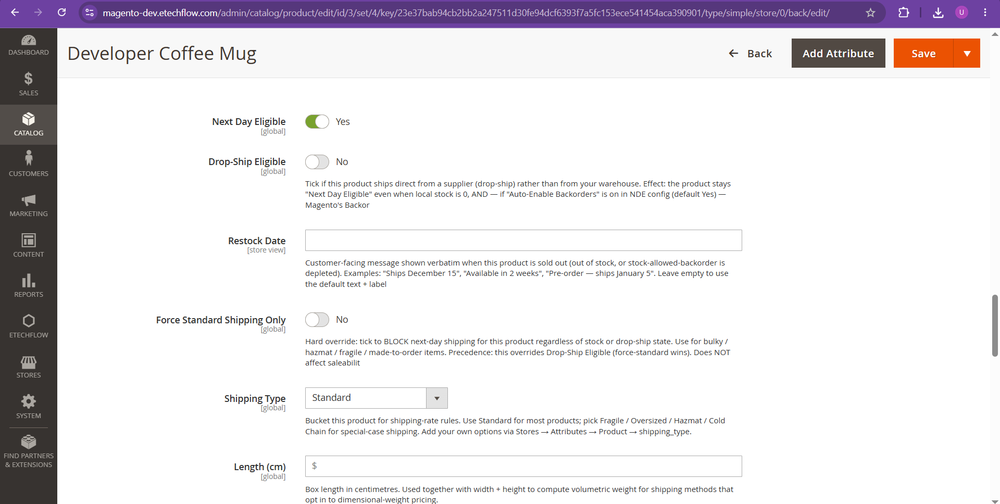 magento-dev.etechflow.com/admin/catalog/product/edit/id/3/set/4/key/23e37bab94cb2bb2a247511d30fe94dcf6393f7a5fc153ece541454aca390901/type/simple/store/0/back/edit/
U
DASHBOARD
SALES
CATALOG
CUSTOMERS
MARKETING
CONTENT
REPORTS
ETECHFLOW
STORES
SYSTEM
FIND PARTNERS
& EXTENSIONS
Developer Coffee Mug
Back
Add Attribute
Save
Next Day Eligible
[global]
Yes
Drop-Ship Eligible
[global]
No
Tick if this product ships direct from a supplier (drop-ship) rather than from your warehouse. Effect: the product stays
"Next Day Eligible" even when local stock is 0, AND — if "Auto-Enable Backorders" is on in NDE config (default Yes) —
Magento's Backor
Restock Date
[store view]
Customer-facing message shown verbatim when this product is sold out (out of stock, or stock-allowed-backorder is
depleted). Examples: "Ships December 15", "Available in 2 weeks", "Pre-order — ships January 5". Leave empty to use
the default text + label
Force Standard Shipping Only
[global]
No
Hard override: tick to BLOCK next-day shipping for this product regardless of stock or drop-ship state. Use for bulky /
hazmat / fragile / made-to-order items. Precedence: this overrides Drop-Ship Eligible (force-standard wins). Does NOT
affect saleabilit
Shipping Type
[global]
Standard
Bucket this product for shipping-rate rules. Use Standard for most products; pick Fragile / Oversized / Hazmat / Cold
Chain for special-case shipping. Add your own options via Stores → Attributes → Product → shipping_type.
Length (cm)
[global]
$
Box length in centimetres. Used together with width + height to compute volumetric weight for shipping methods that
opt in to dimensional-weight pricing.